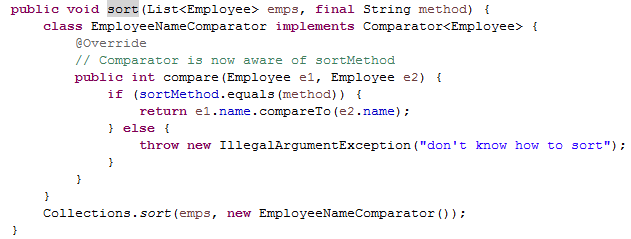 public void sort(List<Employee> emps, final String method) {
    class EmployeeNameComparator implements Comparator<Employee> {
        @Override
        // Comparator is now aware of sortMethod
        public int compare(Employee e1, Employee e2) {
            if (sortMethod.equals(method)) {
                return e1.name.compareTo(e2.name);
            } else {
                throw new IllegalArgumentException("don't know how to sort");
            }
        }
    }
    Collections.sort(emps, new EmployeeNameComparator());
}